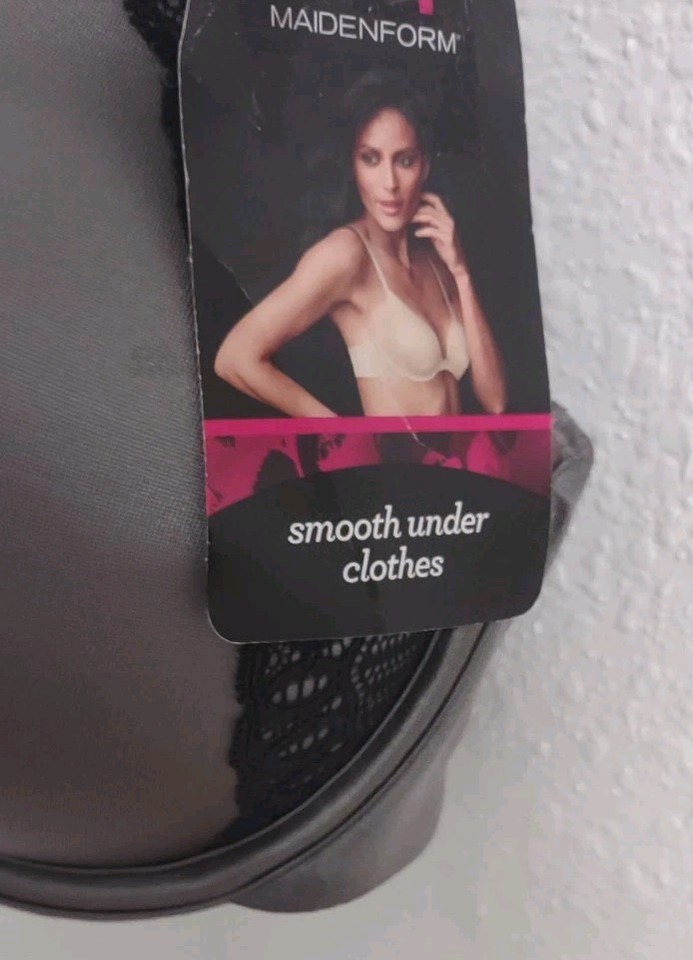 MAIDENFORM®
smooth under
clothes